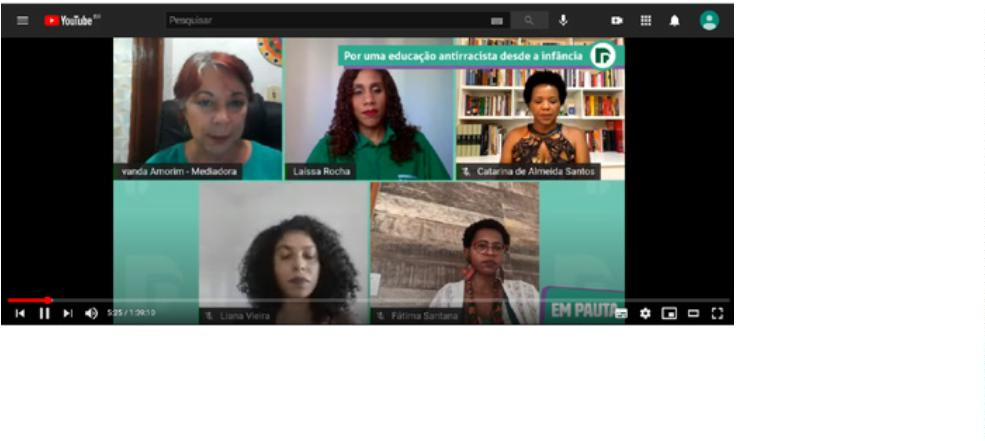 YouTube BR
Pesquisar
Por uma educação antirracista desde a infância
vanda Amorim - Mediadora
Laissa Rocha
Catarina de Almeida Santos
Liana Vieira
Fátima Santana
EM PAUTA
5:25 / 1:39:10